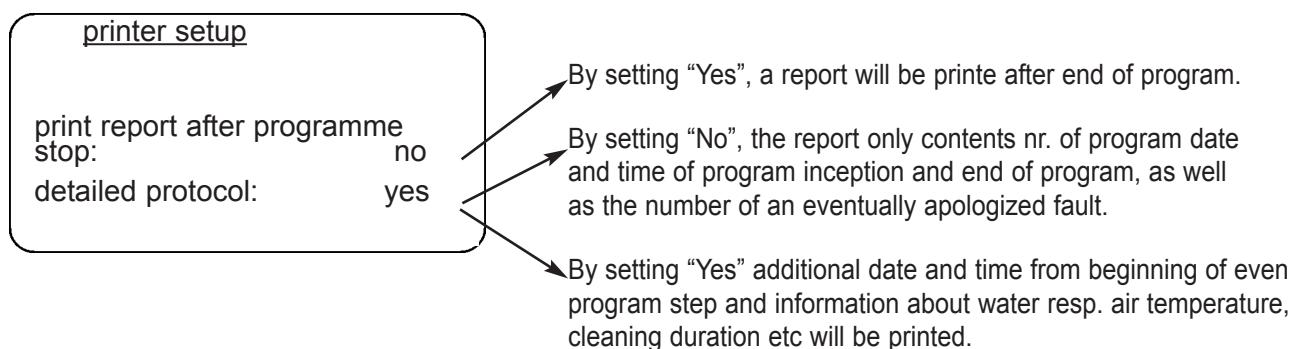 printer setup
print report after programme
stop: no
detailed protocol: yes
By setting “Yes”, a report will be printe after end of program.
By setting “No”, the report only contents nr. of program date
and time of program inception and end of program, as well
as the number of an eventually apologized fault.
By setting “Yes” additional date and time from beginning of even
program step and information about water resp. air temperature,
cleaning duration etc will be printed.